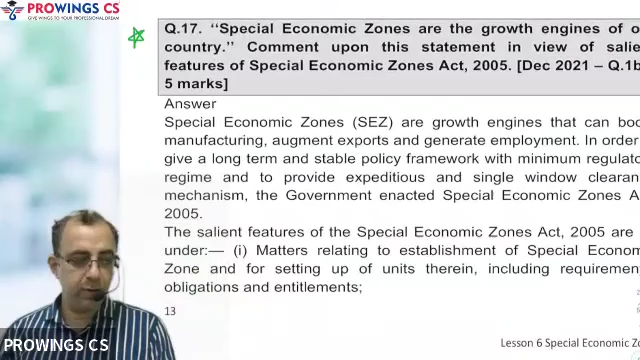 PROWINGS CS
GIVE WINGS TO YOUR PROFESSIONAL DREAM
Q.17. ‘‘Special Economic Zones are the growth engines of o
country.’’ Comment upon this statement in view of salie
features of Special Economic Zones Act, 2005. [Dec 2021 – Q.1b
5 marks]
Answer
Special Economic Zones (SEZ) are growth engines that can boo
manufacturing, augment exports and generate employment. In order
give a long term and stable policy framework with minimum regulato
regime and to provide expeditious and single window clearan
mechanism, the Government enacted Special Economic Zones A
2005.
The salient features of the Special Economic Zones Act, 2005 are
under:— (i) Matters relating to establishment of Special Econom
Zone and for setting up of units therein, including requiremen
obligations and entitlements;
13
Lesson 6 Special Economic Zo
PROWINGS CS